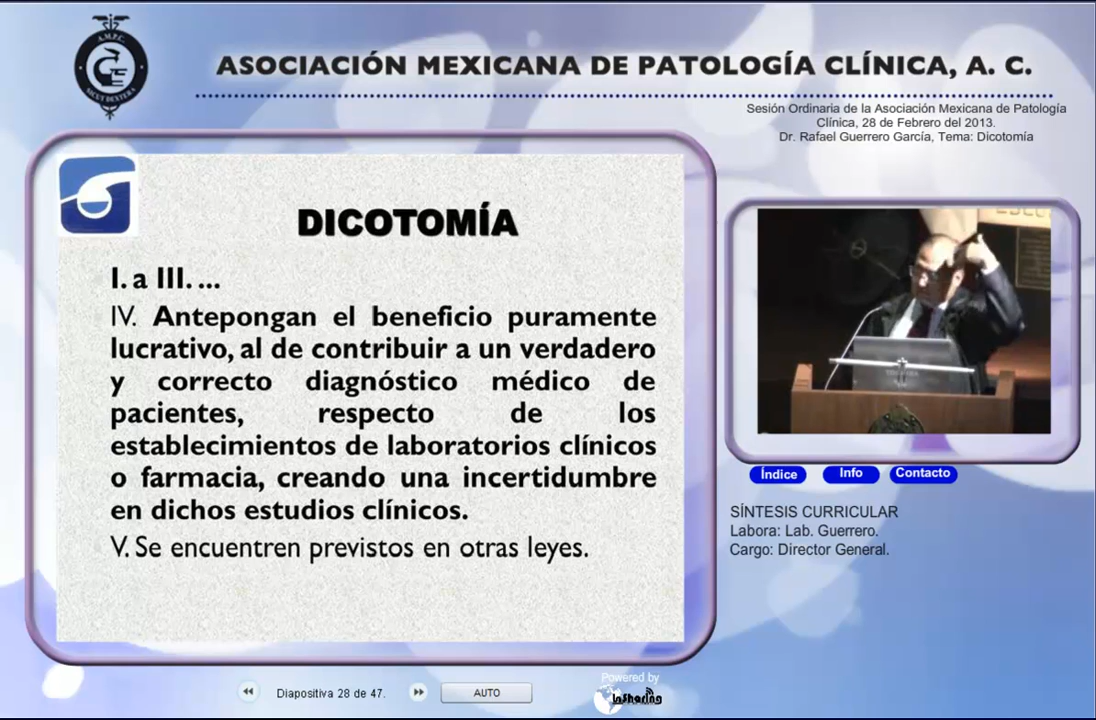 A.M.P.C.
SICUT DEXTERA
ASOCIACIÓN MEXICANA DE PATOLOGÍA CLÍNICA, A. C.
Sesión Ordinaria de la Asociación Mexicana de Patología
Clínica, 28 de Febrero del 2013.
Dr. Rafael Guerrero García, Tema: Dicotomía
DICOTOMÍA
I. a III. ...
IV. Antepongan el beneficio puramente
lucrativo, al de contribuir a un verdadero
y correcto diagnóstico médico de
pacientes, respecto de los
establecimientos de laboratorios clínicos
o farmacia, creando una incertidumbre
en dichos estudios clínicos.
V. Se encuentren previstos en otras leyes.
Índice Info Contacto
SÍNTESIS CURRICULAR
Labora: Lab. Guerrero.
Cargo: Director General.
Diapositiva 28 de 47.
AUTO
Powered by
InSharing